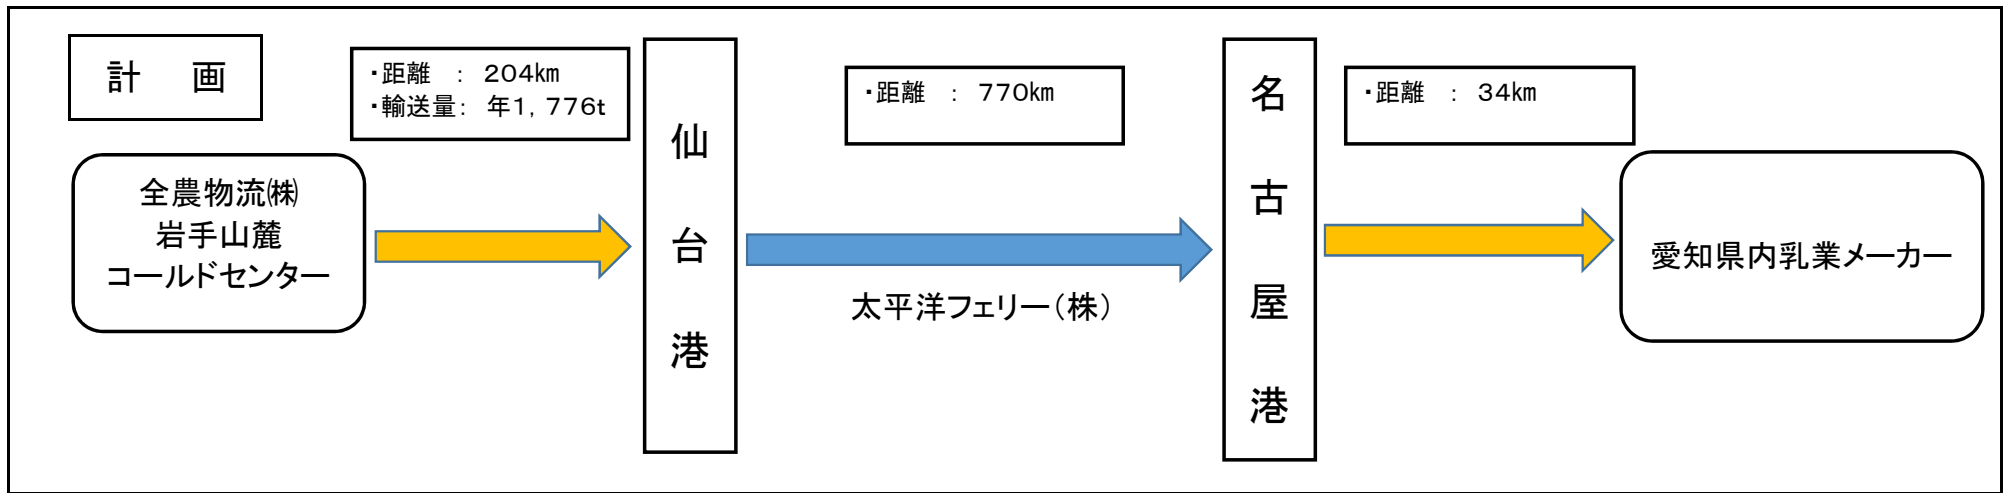 計 画
・距離 ： 204㎞
・輸送量： 年1，776t
全農物流㈱
岩手山麓
コールドセンター
仙台港
・距離 ： 770㎞
太平洋フェリー（株）
名古屋港
・距離 ： 34㎞
愛知県内乳業メーカー